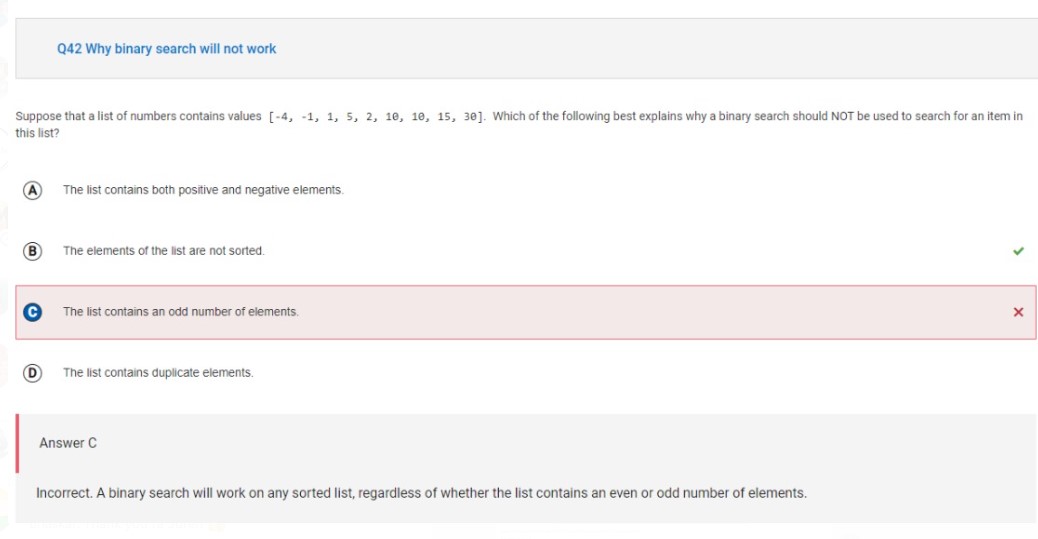 Q42 Why binary search will not work
Suppose that a list of numbers contains values [-4, -1, 1, 5, 2, 10, 10, 15, 30]. Which of the following best explains why a binary search should NOT be used to search for an item in
this list?
A The list contains both positive and negative elements.
B The elements of the list are not sorted.
C The list contains an odd number of elements.
D The list contains duplicate elements.
Answer C
Incorrect. A binary search will work on any sorted list, regardless of whether the list contains an even or odd number of elements.